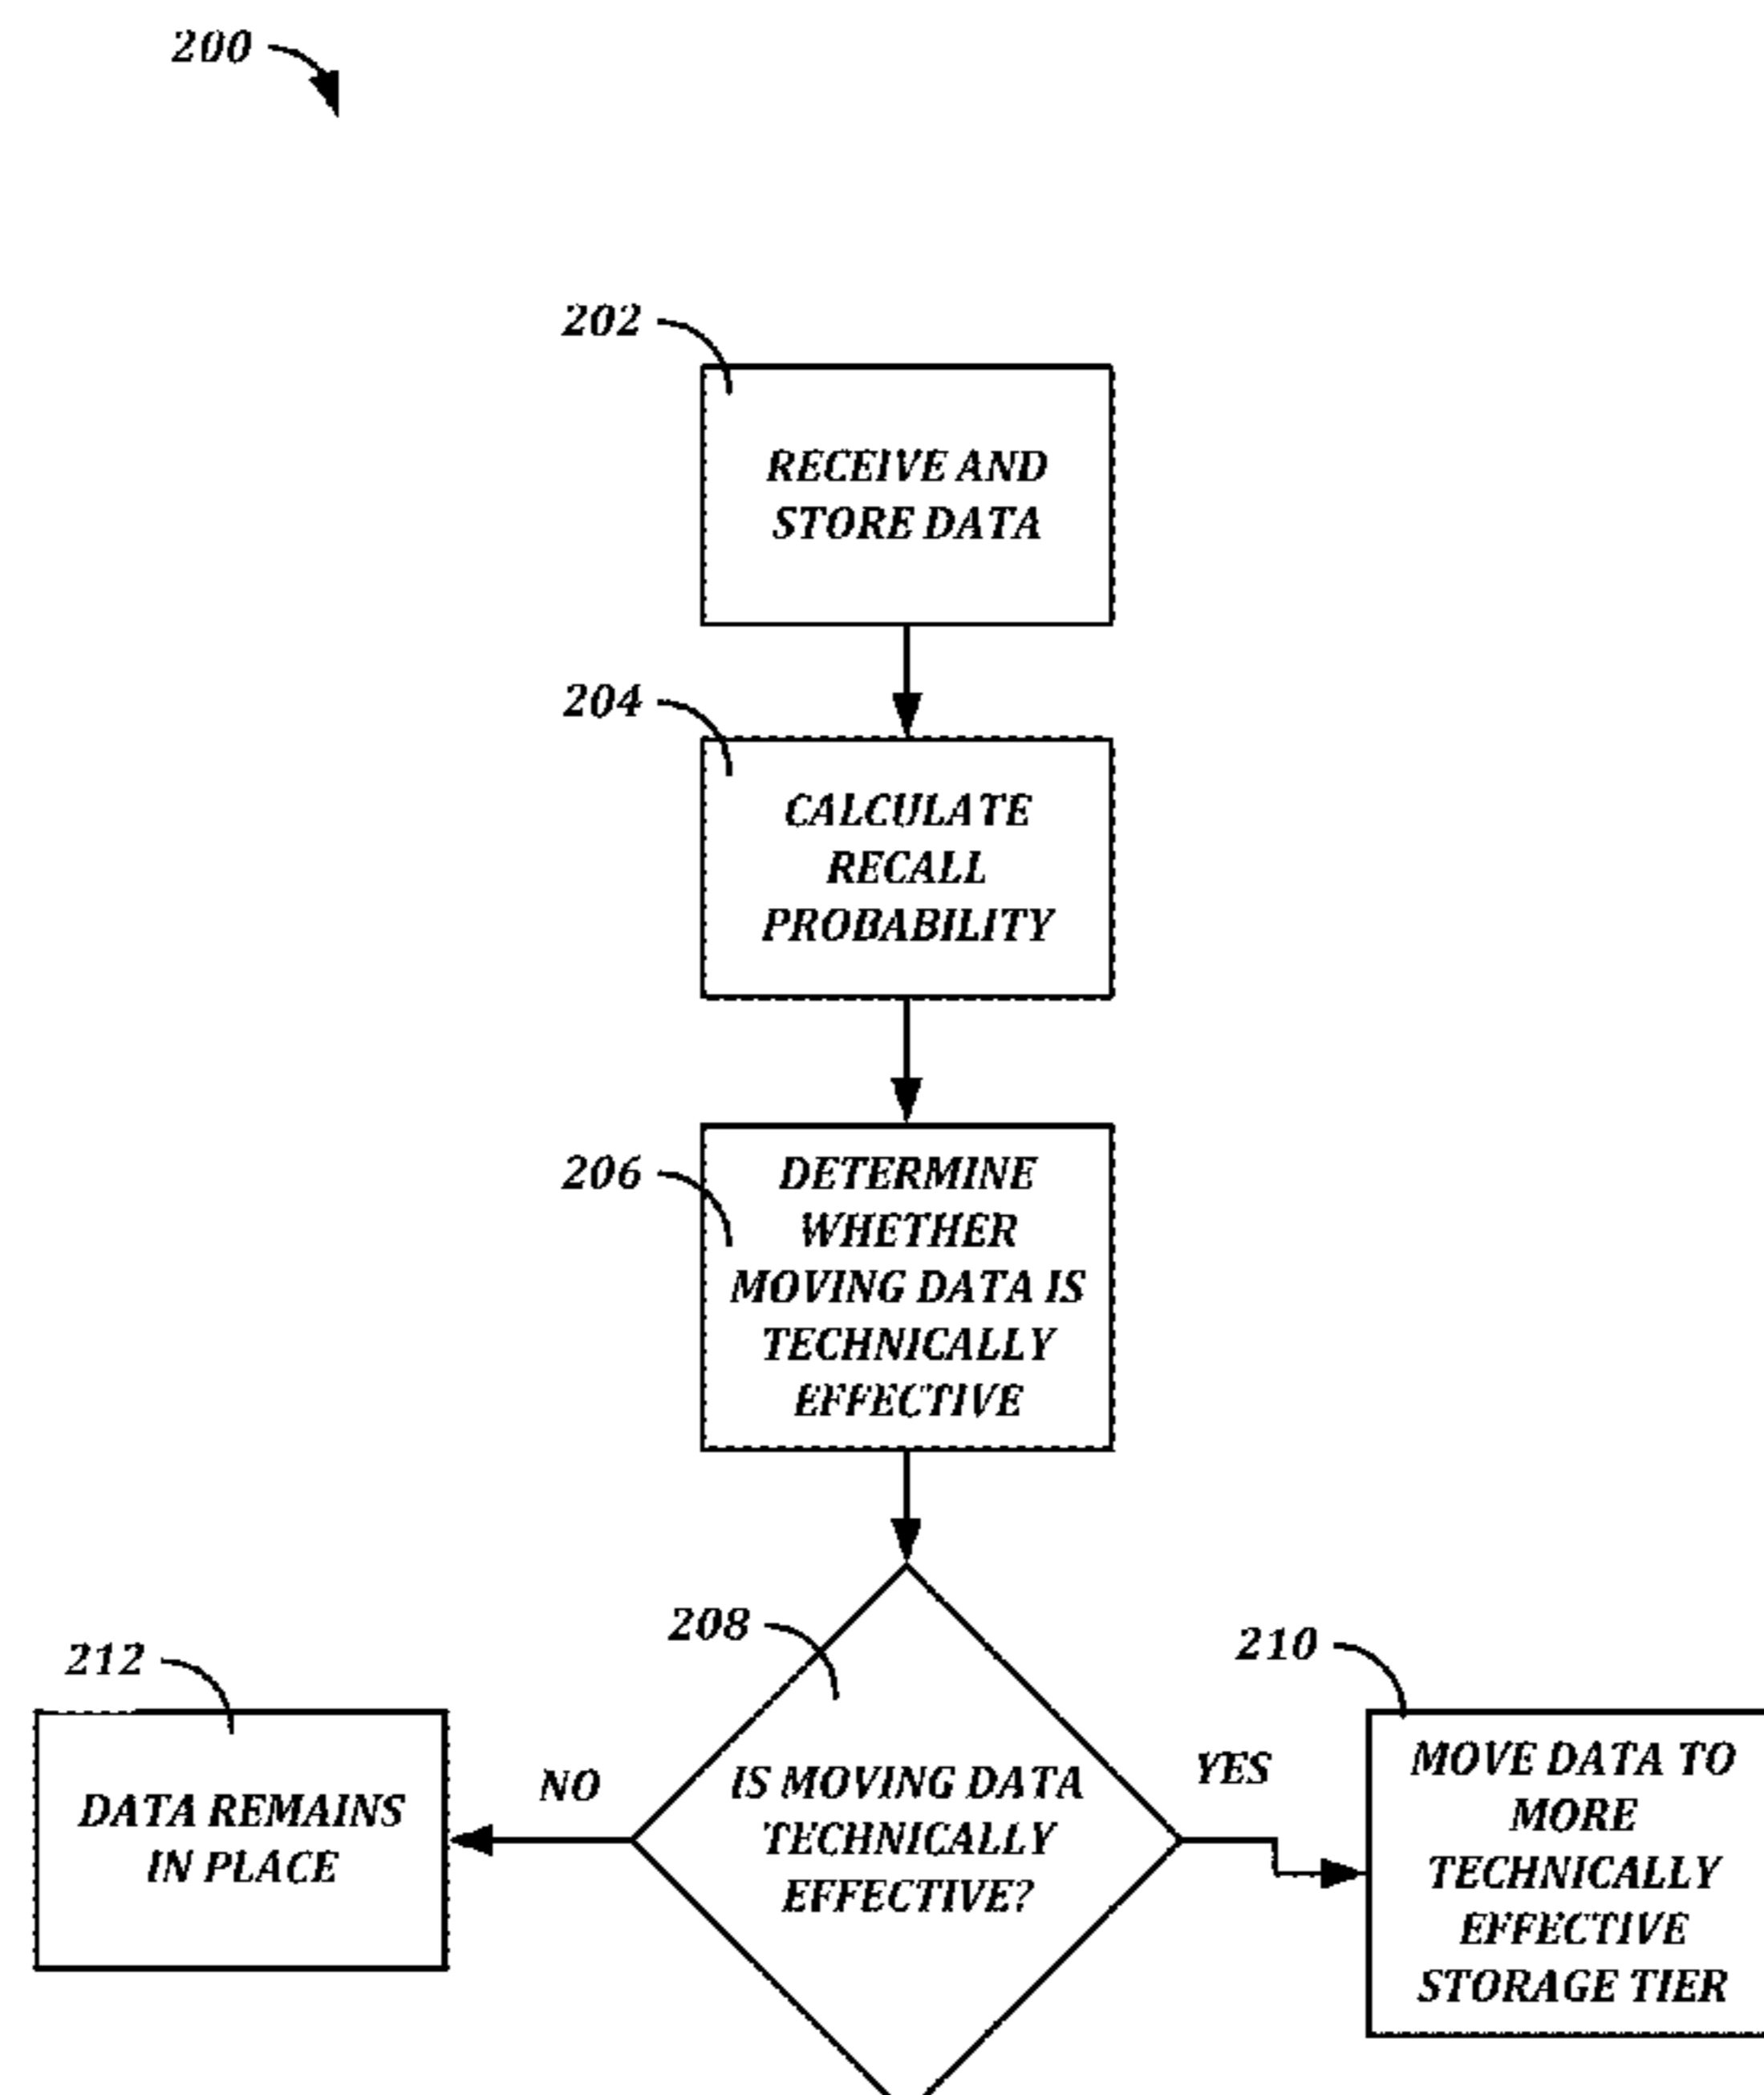 200
202
RECEIVE AND
STORE DATA
204
CALCULATE
RECALL
PROBABILITY
206
DETERMINE
WHETHER
MOVING DATA IS
TECHNICALLY
EFFECTIVE
208
IS MOVING DATA
TECHNICALLY
EFFECTIVE?
NO
212
DATA REMAINS
IN PLACE
YES
210
MOVE DATA TO
MORE
TECHNICALLY
EFFECTIVE
STORAGE TIER